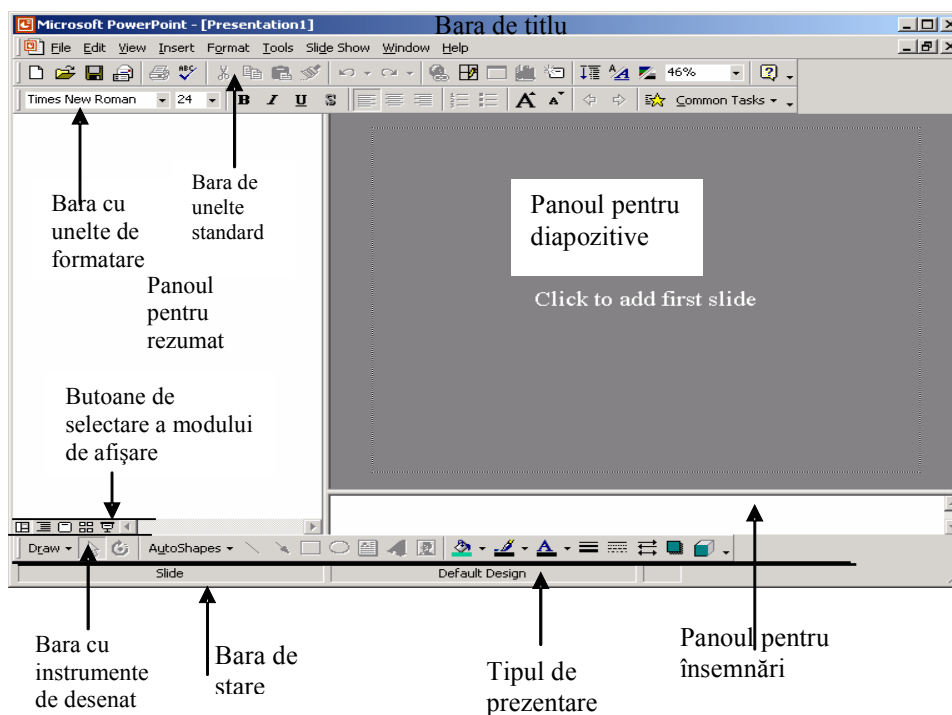 Microsoft PowerPoint - [Presentation1]
Bara de titlu
File Edit View Insert Format Tools Slide Show Window Help
ABC
46%
Times New Roman 24 B I U S A A Common Tasks
Bara cu
unelte de
formatare
Bara de
unelte
standard
Panoul
pentru
rezumat
Panoul pentru
diapozitive
Click to add first slide
Butoane de
selectare a modului
de afişare
Draw AutoShapes A
Slide Default Design
Bara cu
instrumente
de desenat
Bara de
stare
Tipul de
prezentare
Panoul pentru
însemnări